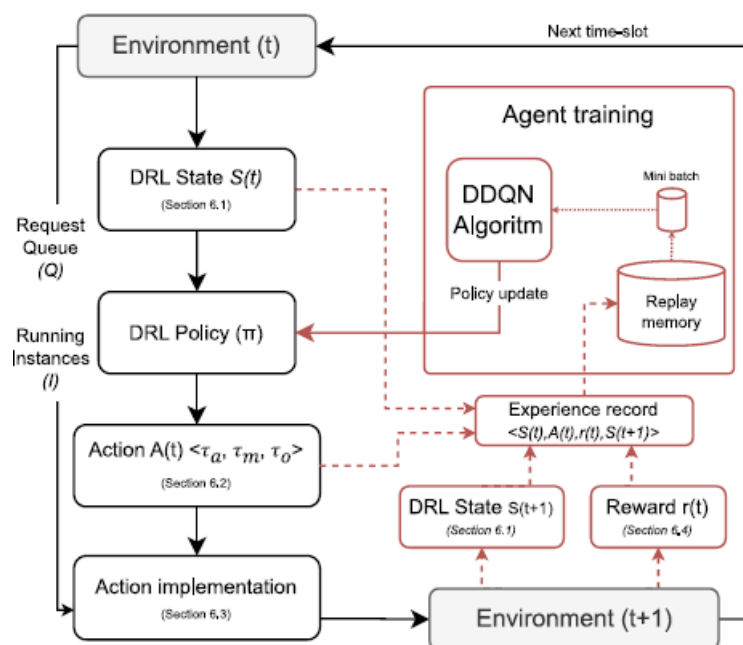 Environment (t)
Next time-slot
Agent training
DRL State S(t)
(Section 6.1)
DDQN
Algoritm
Mini batch
Request
Queue
(Q)
Policy update
Replay
memory
DRL Policy (π)
Running
Instances
(I)
Experience record
<S(t),A(t),r(t),S(t+1)>
Action A(t) <τa, τm, τo>
(Section 6.2)
DRL State S(t+1)
(Section 6.1)
Reward r(t)
(Section 6.4)
Action implementation
(Section 6.3)
Environment (t+1)